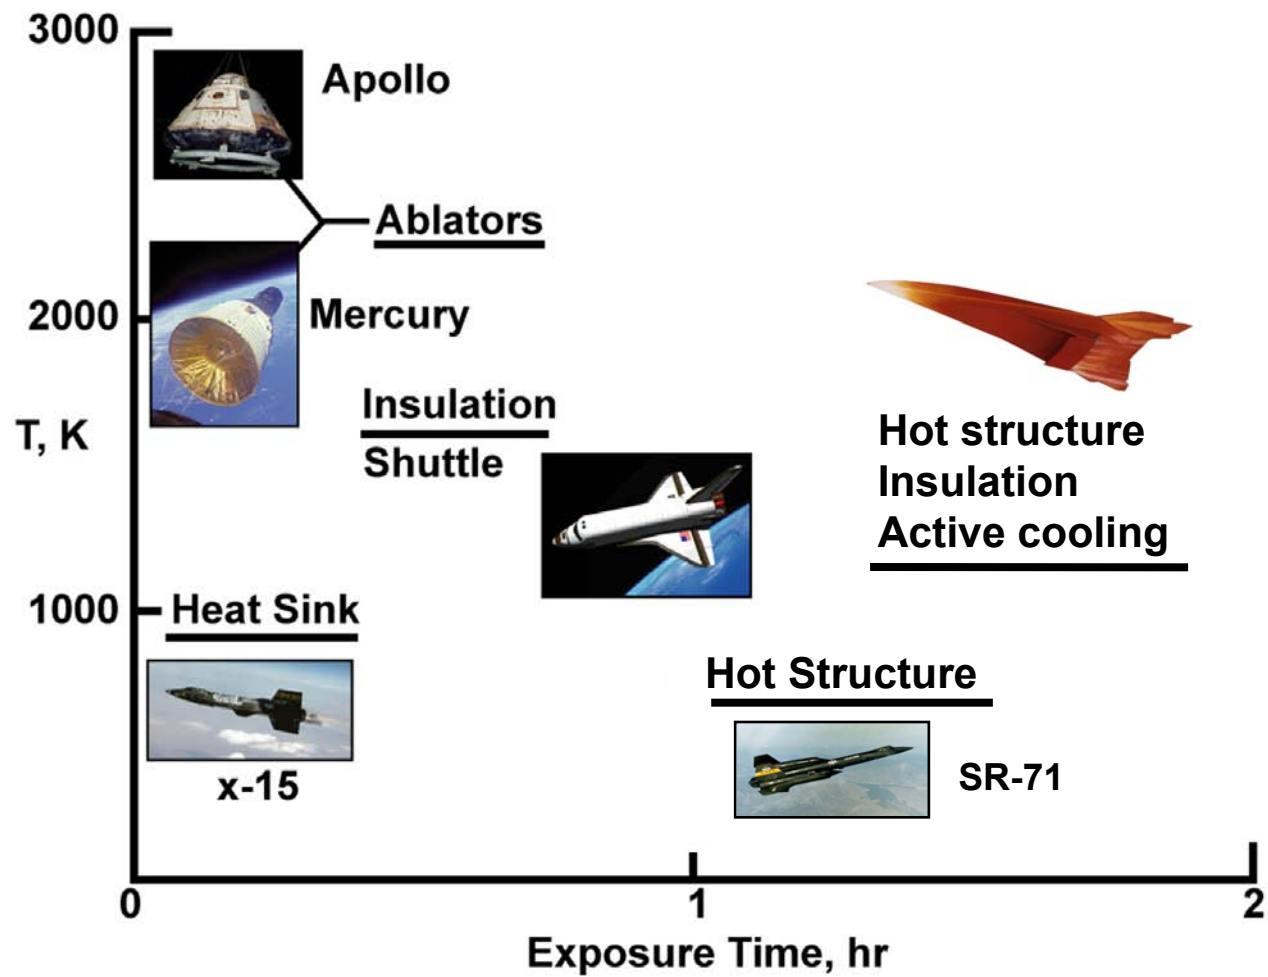 3000
Apollo
Ablators
2000
Mercury
Insulation
Shuttle
T, K
Hot structure
Insulation
Active cooling
1000
Heat Sink
x-15
Hot Structure
SR-71
0
1
2
Exposure Time, hr